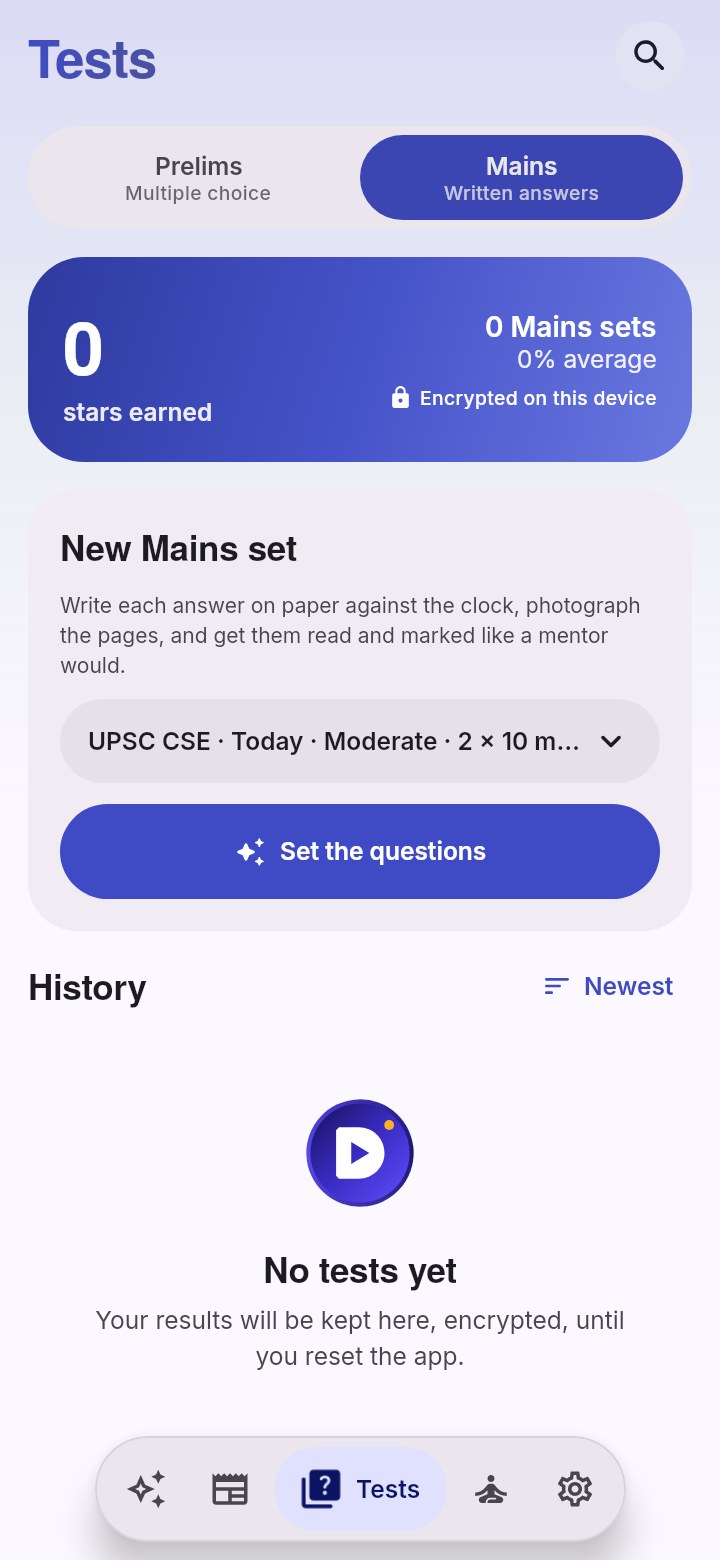 Tests
Prelims
Multiple choice
Mains
Written answers
0
stars earned
0 Mains sets
0% average
Encrypted on this device
New Mains set
Write each answer on paper against the clock, photograph
the pages, and get them read and marked like a mentor
would.
UPSC CSE · Today · Moderate · 2 × 10 m...
Set the questions
History
Newest
No tests yet
Your results will be kept here, encrypted, until
you reset the app.
Tests